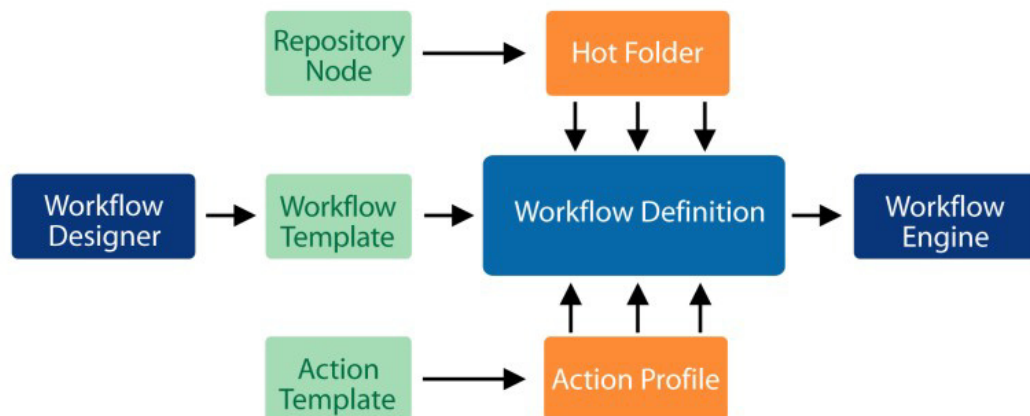 Repository
Node
Hot Folder
Workflow
Designer
Workflow
Template
Workflow Definition
Workflow
Engine
Action
Template
Action Profile